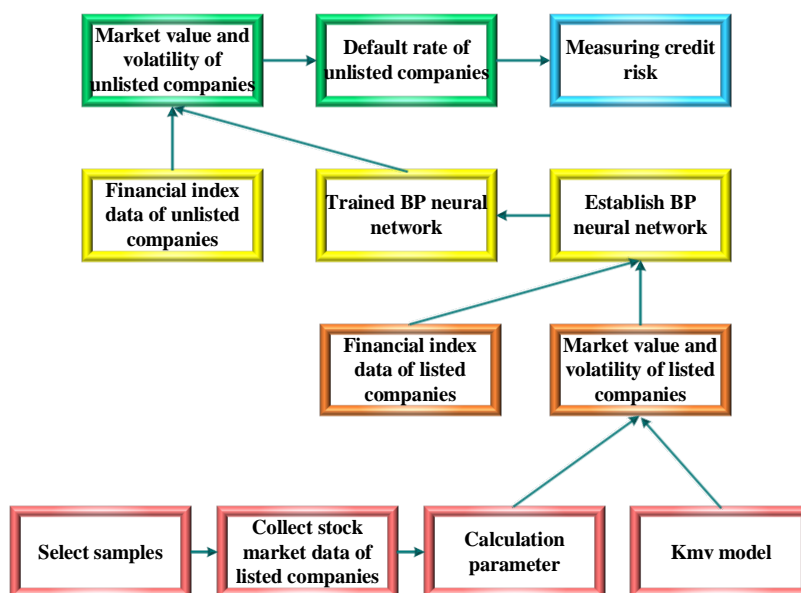 Market value and
volatility of
unlisted companies
Default rate of
unlisted companies
Measuring credit
risk
Financial index
data of unlisted
companies
Trained BP neural
network
Establish BP
neural network
Financial index
data of listed
companies
Market value and
volatility of listed
companies
Select samples
Collect stock
market data of
listed companies
Calculation
parameter
Kmv model